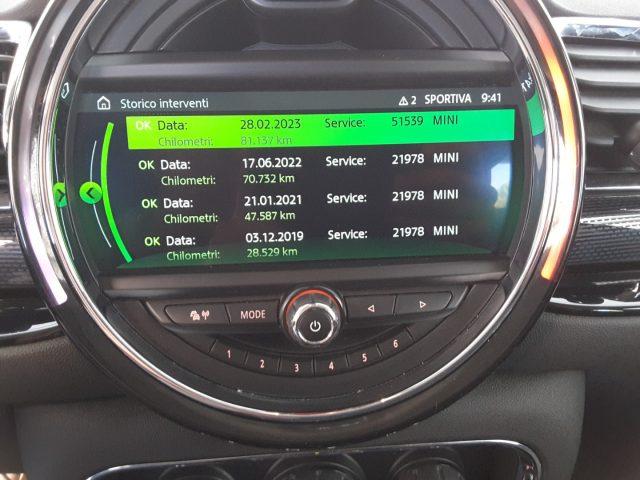 Storico interventi ⚠ 2 SPORTIVA 9:41
OK Data: 28.02.2023 Service: 51539 MINI
Chilometri: 81.137 km
OK Data: 17.06.2022 Service: 21978 MINI
Chilometri: 70.732 km
OK Data: 21.01.2021 Service: 21978 MINI
Chilometri: 47.587 km
OK Data: 03.12.2019 Service: 21978 MINI
Chilometri: 28.529 km
MODE
1 2 3 4 5 6